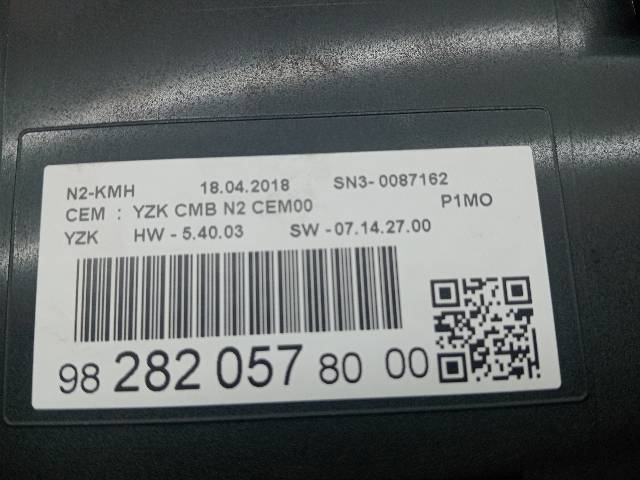 N2-KMH 18.04.2018 SN3- 0087162
CEM : YZK CMB N2 CEM00 P1MO
YZK HW - 5.40.03 SW - 07.14.27.00
98 282 057 80 00